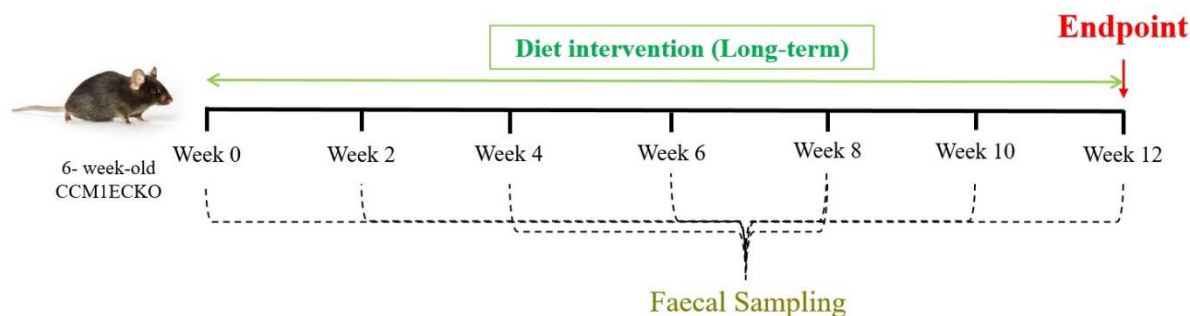 Endpoint
Diet intervention (Long-term)
6- week-old
CCM1ECKO
Week 0
Week 2
Week 4
Week 6
Week 8
Week 10
Week 12
Faecal Sampling